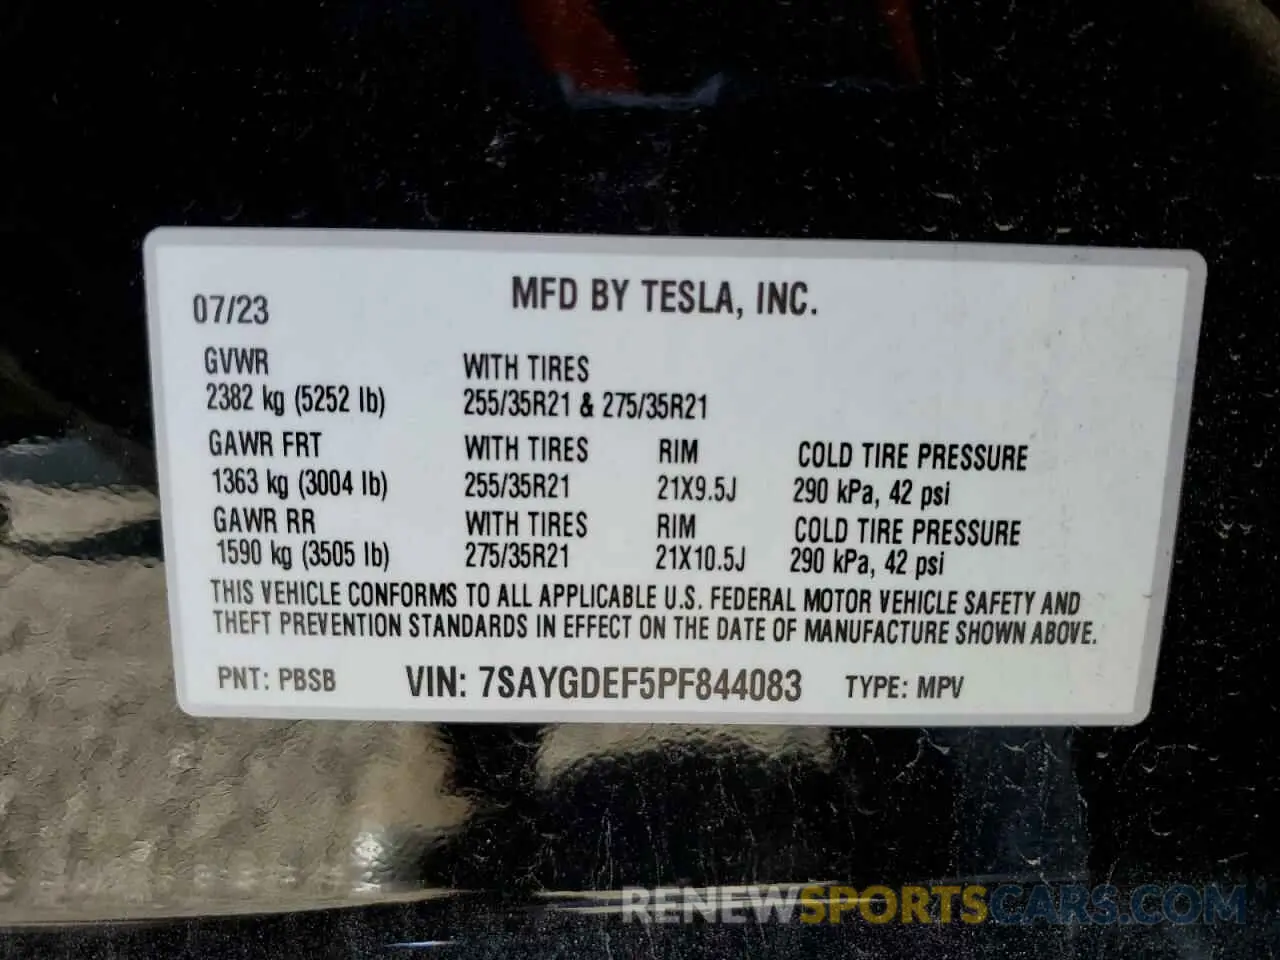 07/23 MFD BY TESLA, INC.
GVWR WITH TIRES
2382 kg (5252 lb) 255/35R21 & 275/35R21
GAWR FRT WITH TIRES RIM COLD TIRE PRESSURE
1363 kg (3004 lb) 255/35R21 21X9.5J 290 kPa, 42 psi
GAWR RR WITH TIRES RIM COLD TIRE PRESSURE
1590 kg (3505 lb) 275/35R21 21X10.5J 290 kPa, 42 psi
THIS VEHICLE CONFORMS TO ALL APPLICABLE U.S. FEDERAL MOTOR VEHICLE SAFETY AND
THEFT PREVENTION STANDARDS IN EFFECT ON THE DATE OF MANUFACTURE SHOWN ABOVE.
PNT: PBSB VIN: 7SAYGDEF5PF844083 TYPE: MPV
RENEWSPORTSCARS.COM